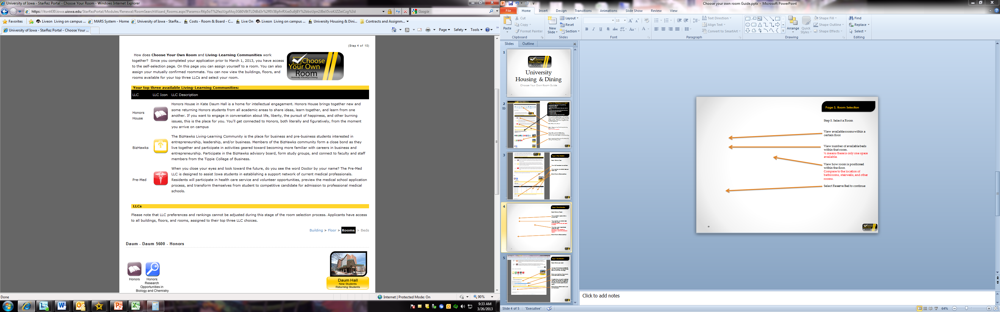 University of Iowa - StarRez Portal - Choose Your Room - Windows Internet Explorer
Google
Favorites
Liveon Living on campus ...
MARS System - Home
University of Iowa - StarRe...
Costs - Room & Board - C...
Live On
Liveon Living on campus ...
University Housing & Dini...
Contracts and Assignm...
University of Iowa - StarRez Portal - Choose Your ...
Page
Safety
Tools
(Step 4 of 10)
How does Choose Your Own Room and Living-Learning Communities work
together? Since you completed your application prior to March 1, 2013, you have access
to the self-selection page. On this page you can assign yourself to a room. You can also
assign your mutually confirmed roommate. You can now view the buildings, floors, and
rooms available for your top three LLCs and select your room.
Choose
Your Own
Room
University Housing & Dining
Your top three available Living-Learning Communities:
LLC LLC Icon LLC Description
Honors
House
Honors House in Kate Daum Hall is a home for intellectual engagement. Honors House brings together new and
some returning Honors students from all academic areas to share ideas, learn together, and learn from one
another. If you want to engage in conversation about life, liberty, the pursuit of happiness, and other burning
issues, this is the place for you. You'll get connected to Honors, both literally and figuratively, from the moment
you arrive on campus
BizHawks
The BizHawks Living-Learning Community is the place for business and pre-business students interested in
entrepreneurship, leadership, and/or business. Members of the BizHawks community form a close bond as they
live together and participate in activities geared toward becoming more familiar with careers in business and
entrepreneurship. Participate in the BizHawks advisory board, form study groups, and connect to faculty and staff
members from the Tippie College of Business.
Pre-Med
When you close your eyes and look toward the future, do you see the word Doctor by your name? The Pre-Med
LLC is designed to assist Iowa students in establishing a support network of current medical professionals.
Residents will participate in health care service and volunteer opportunities, preview the medical school application
process, and transform themselves from student to competitive candidate for admission to professional medical
schools.
LLCs
Please note that LLC preferences and rankings cannot be adjusted during this stage of the room selection process. Applicants have access
to all buildings, floors, and rooms, assigned to their top three LLC choices.
Building > Floor > Rooms > Beds
Daum - Daum 5600 - Honors
Honors
Honors:
Research
Opportunities in
Biology and Chemistry
Daum Hall
New Students
Returning Students
Done
Internet | Protected Mode: On
90%
9:33 AM
3/26/2013
Choose your own room Guide.pptx - Microsoft PowerPoint
File Home Insert Design Transitions Animations Slide Show Review View
Paste
Cut
Copy
Format Painter
Clipboard
New
Slide
Layout
Reset
Section
Slides
18
Font
Text Direction
Align Text
Convert to SmartArt
Paragraph
Arrange
Quick
Styles
Shape Fill
Shape Outline
Shape Effects
Drawing
Find
Replace
Select
Editing
Slides Outline
1
Choose
Your Own
Room
University
Housing & Dining
Choose Your Own Room Guide
2
3
4
5
Page 3, Room Selection
Step 5. Select a Room
View available rooms within a
certain floor
View number of available beds
within that room.
½ means there is only one space
available.
View how room is positioned
within the floor.
Compare to the location of
bathrooms, stairwells, and other
rooms.
Select Reserve Bed to continue
Click to add notes
Slide 4 of 5
"Executive"
64%